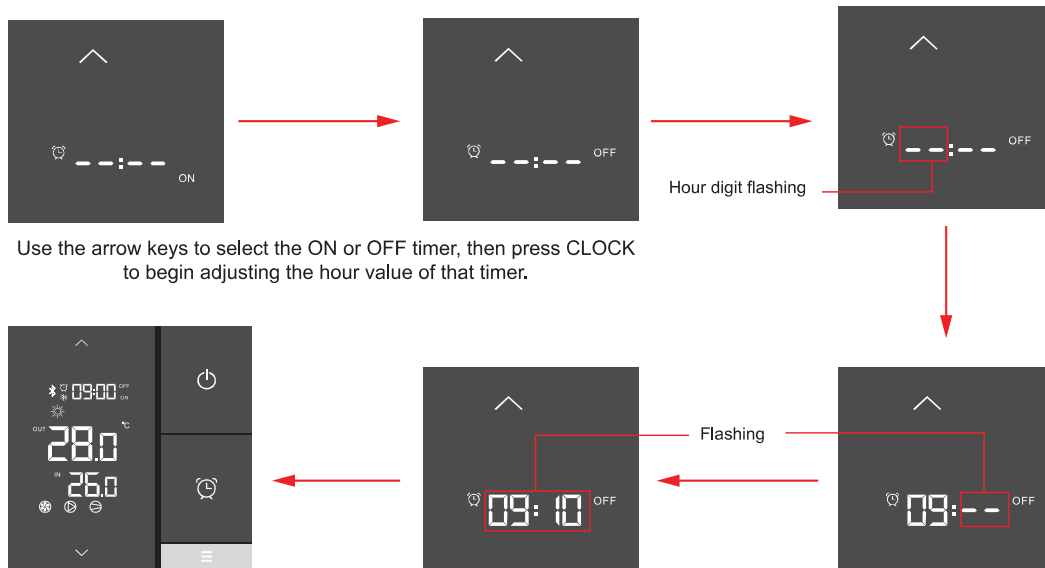 --:-- ON
--:-- OFF
--:-- OFF
Hour digit flashing
Use the arrow keys to select the ON or OFF timer, then press CLOCK
to begin adjusting the hour value of that timer.
09:00 OFF
ON
OUT 28.0 °C
IN 26.0
Flashing
09:10 OFF
09:-- OFF